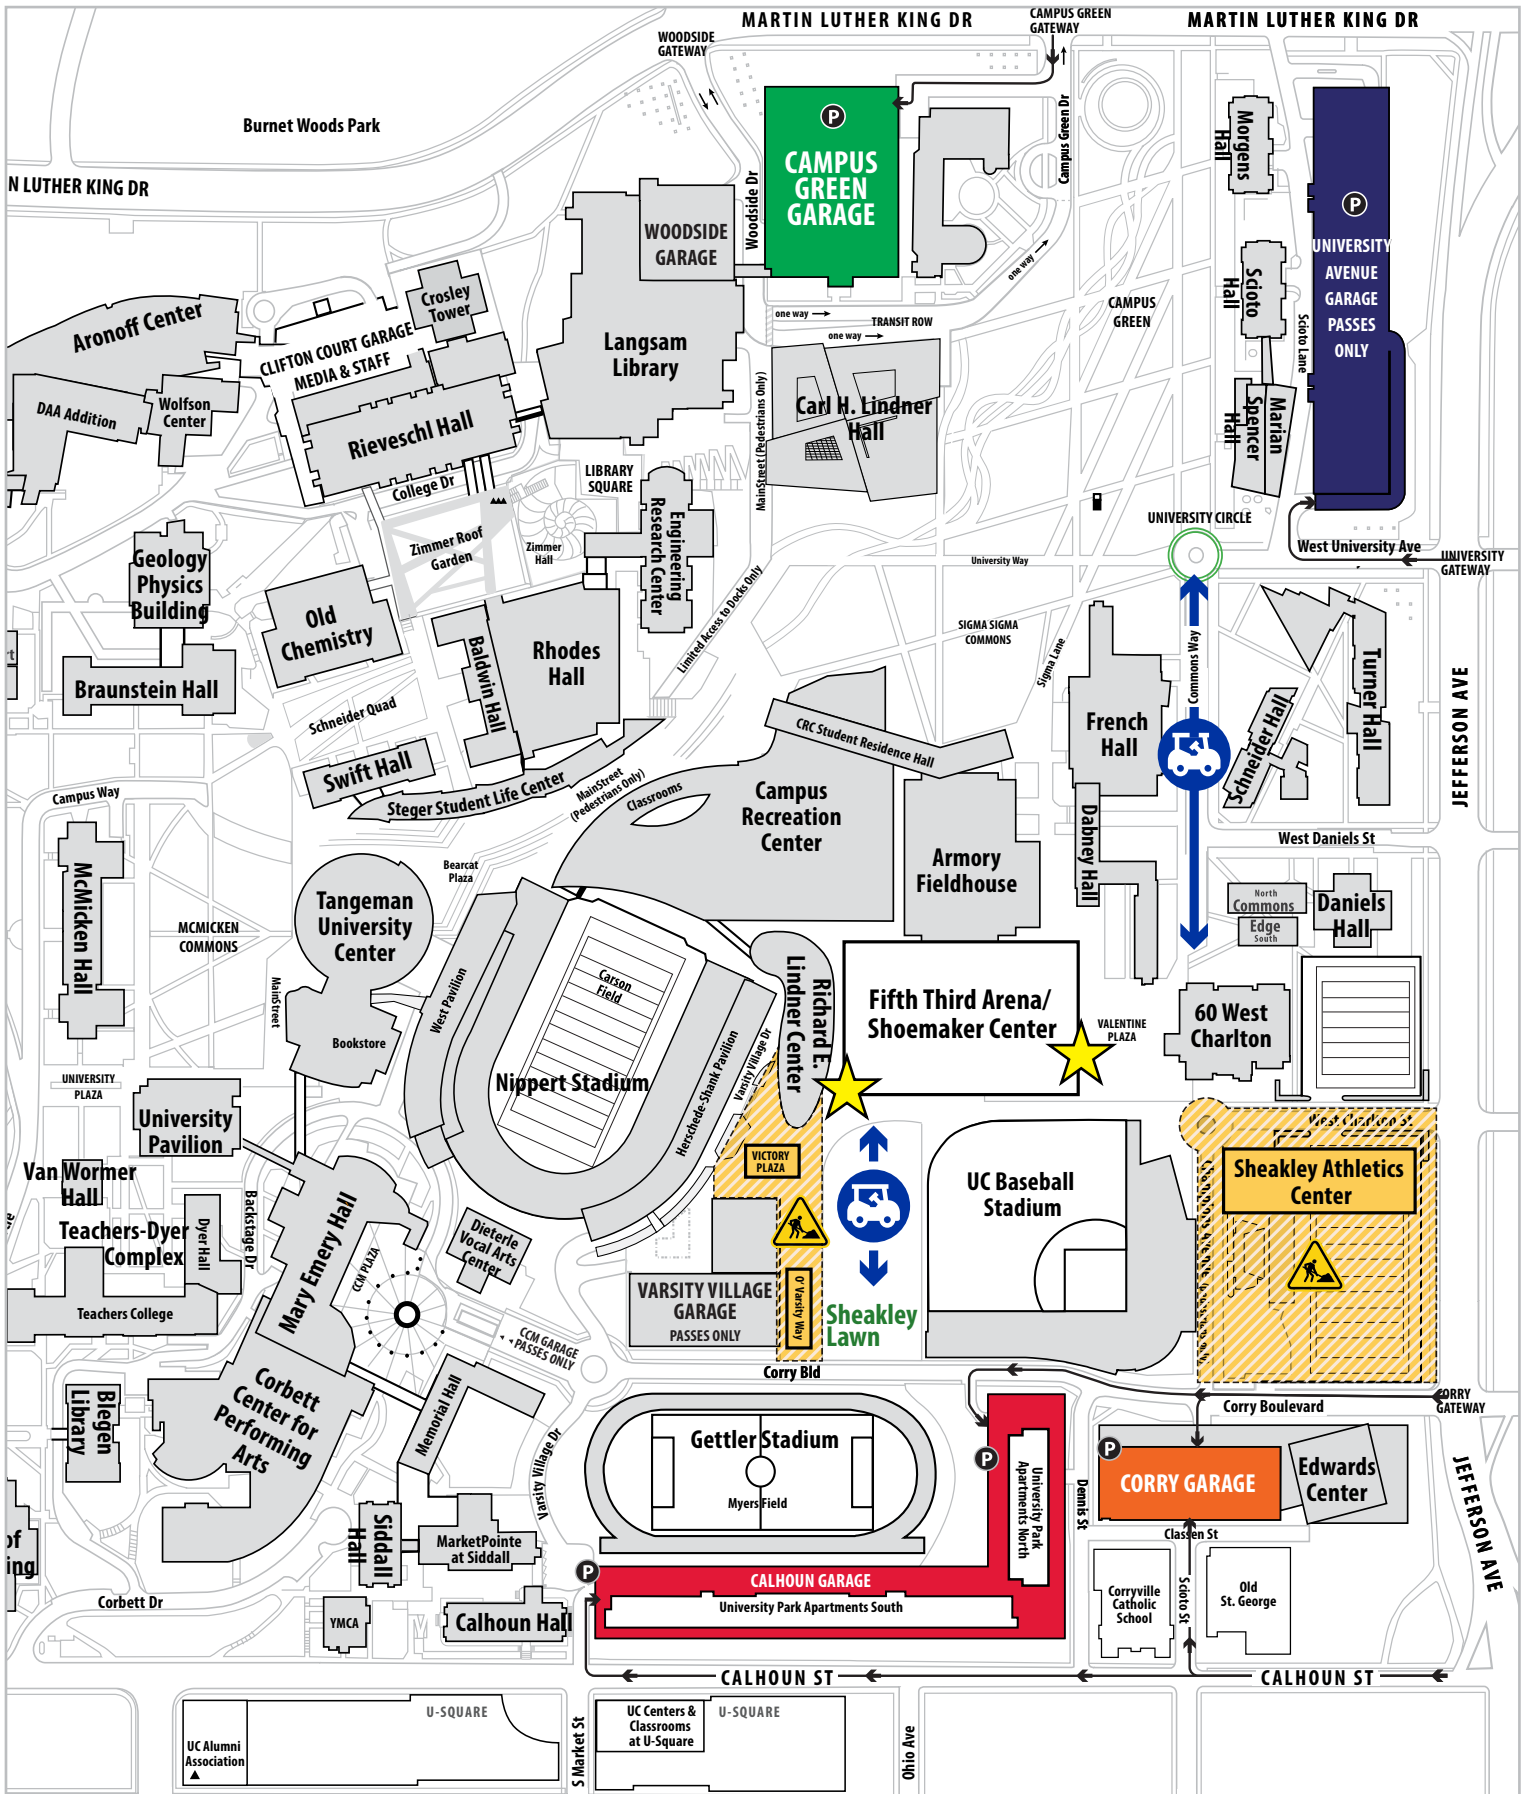 MARTIN LUTHER KING DR
CAMPUS GREEN
GATEWAY
MARTIN LUTHER KING DR
WOODSIDE
GATEWAY
Burnet Woods Park
N LUTHER KING DR
P
CAMPUS
GREEN
GARAGE
Woodside Dr
WOODSIDE
GARAGE
Campus Green Dr
one way
Morgens
Hall
P
UNIVERSITY
AVENUE
GARAGE
PASSES
ONLY
Scioto
Hall
Scioto Lane
CAMPUS
GREEN
Aronoff Center
Crosley
Tower
CLIFTON COURT GARAGE
MEDIA & STAFF
Langsam
Library
one way
TRANSIT ROW
one way
DAA Addition
Wolfson
Center
Rieveschl Hall
MainStreet (Pedestrians Only)
Carl H. Lindner
Hall
Marian
Spencer
Hall
College Dr
LIBRARY
SQUARE
Engineering
Research Center
Zimmer Roof
Garden
Zimmer
Hall
UNIVERSITY CIRCLE
West University Ave
UNIVERSITY
GATEWAY
University Way
Geology
Physics
Building
Old
Chemistry
Baldwin Hall
Rhodes
Hall
Limited Access to Docks Only
SIGMA SIGMA
COMMONS
Sigma Lane
Commons Way
rt
Braunstein Hall
Schneider Quad
French
Hall
Schneider Hall
Turner Hall
JEFFERSON AVE
Swift Hall
Steger Student Life Center
MainStreet
(Pedestrians Only)
CRC Student Residence Hall
Classrooms
Campus
Recreation
Center
Campus Way
Armory
Fieldhouse
Dabney Hall
West Daniels St
McMicken Hall
MCMICKEN
COMMONS
Tangeman
University
Center
Bearcat
Plaza
North
Commons
Edge
South
Daniels
Hall
MainStreet
Bookstore
West Pavilion
Carson
Field
Nippert Stadium
Herschede-Shank Pavilion
Varsity Village Dr
Richard E.
Lindner Center
Fifth Third Arena/
Shoemaker Center
VALENTINE
PLAZA
60 West
Charlton
UNIVERSITY
PLAZA
University
Pavilion
West Charlton St
Van Wormer
Hall
Teachers-Dyer
Complex
Dyer Hall
Backstage Dr
Teachers College
Mary Emery Hall
CCM PLAZA
Dieterle
Vocal Arts
Center
VICTORY
PLAZA
UC Baseball
Stadium
Sheakley Athletics
Center
VARSITY VILLAGE
GARAGE
PASSES ONLY
O'Varsity Way
Sheakley
Lawn
CCM GARAGE
PASSES ONLY
Corry Bld
Corry Boulevard
CORRY
GATEWAY
Blegen
Library
Corbett
Center for
Performing
Arts
Memorial Hall
Varsity Village Dr
Gettler Stadium
Myers Field
P
University Park
Apartments North
Dennis St
P
CORRY GARAGE
Edwards
Center
JEFFERSON AVE
of
ing
Siddall
Hall
MarketPointe
at Siddall
Classen St
P
CALHOUN GARAGE
University Park Apartments South
Corryville
Catholic
School
Scioto St
Old
St. George
Corbett Dr
YMCA
Calhoun Hall
CALHOUN ST
CALHOUN ST
U-SQUARE
UC Alumni
Association
S Market St
UC Centers &
Classrooms
at U-Square
U-SQUARE
Ohio Ave